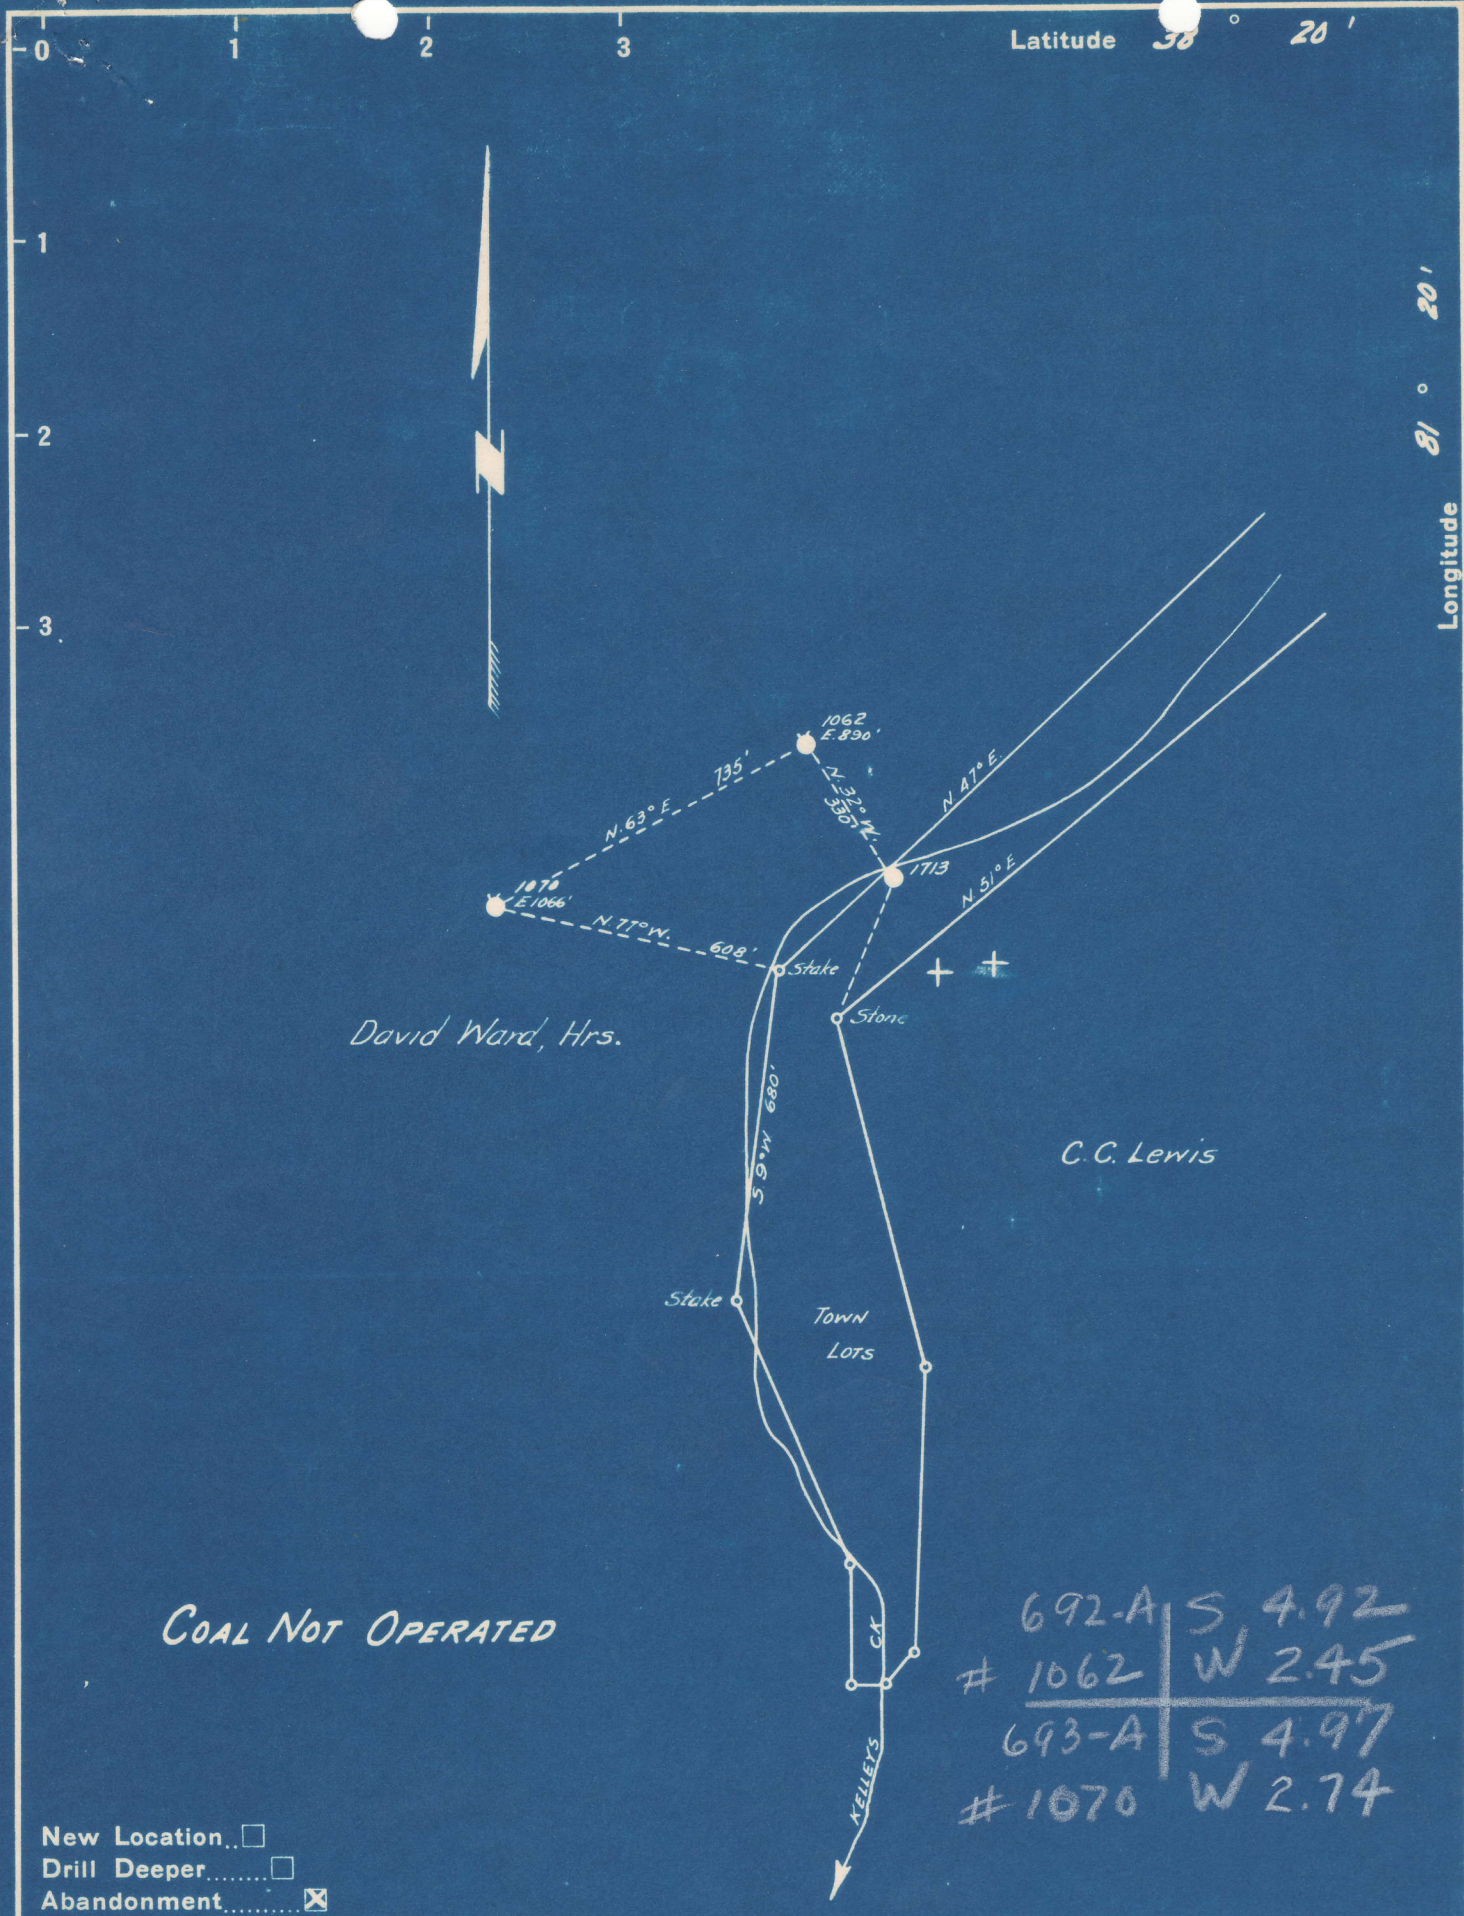 0 1 2 3 Latitude 38 ° 20 '
1
2
3
Longitude 81 ° 20 '
1062
E. 890'
735'
N. 63° E
N. 32° W.
330'
N. 47° E.
1713
N. 51° E
1070
E 1066'
N. 77° W.
608'
Stake
Stone
David Ward, Hrs.
S. 9° W 680'
C. C. Lewis
Stake
TOWN
LOTS
COAL NOT OPERATED
KELLEYS CK
692-A S 4.92
# 1062 W 2.45
693-A S 4.97
# 1070 W 2.74
New Location..☐
Drill Deeper........☐
Abandonment..........☒
N